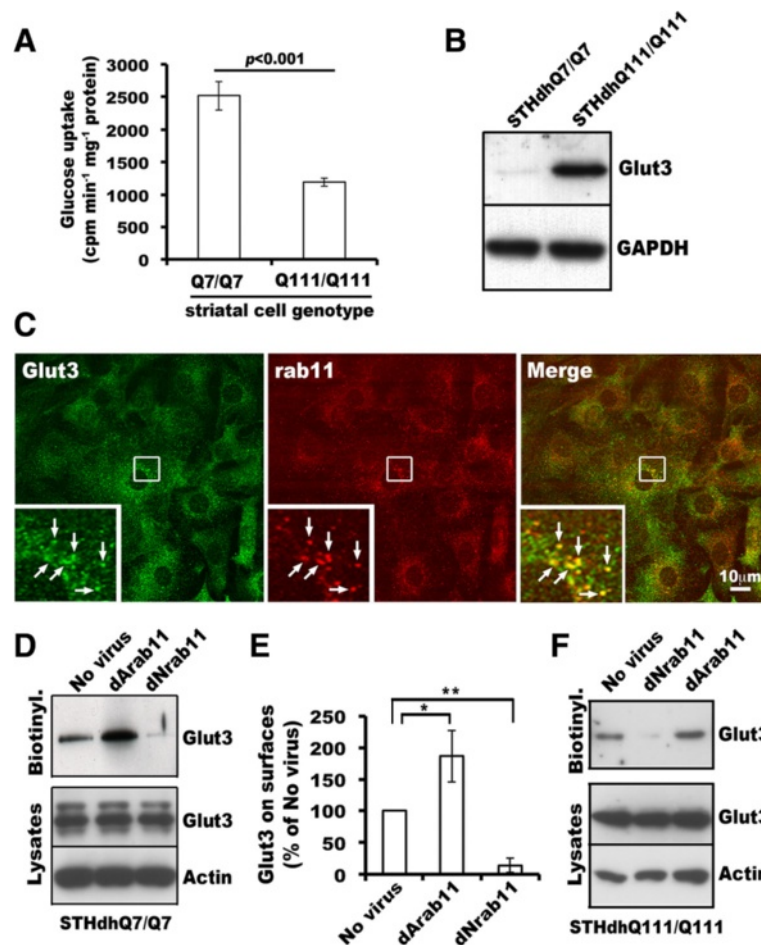 A
p<0.001
Glucose uptake
(cpm min-1 mg-1 protein)
3000
2500
2000
1500
1000
500
0
Q7/Q7 Q111/Q111
striatal cell genotype
B
STHdhQ7/Q7
STHdhQ111/Q111
Glut3
GAPDH
C
Glut3
rab11
Merge
10µm
D
No virus
dArab11
dNrab11
Biotinyl.
Glut3
Lysates
Glut3
Actin
STHdhQ7/Q7
E
Glut3 on surfaces
(% of No virus)
250
200
150
100
50
0
*
**
No virus
dArab11
dNrab11
F
No virus
dNrab11
dArab11
Biotinyl.
Glut3
Lysates
Glut3
Actin
STHdhQ111/Q111